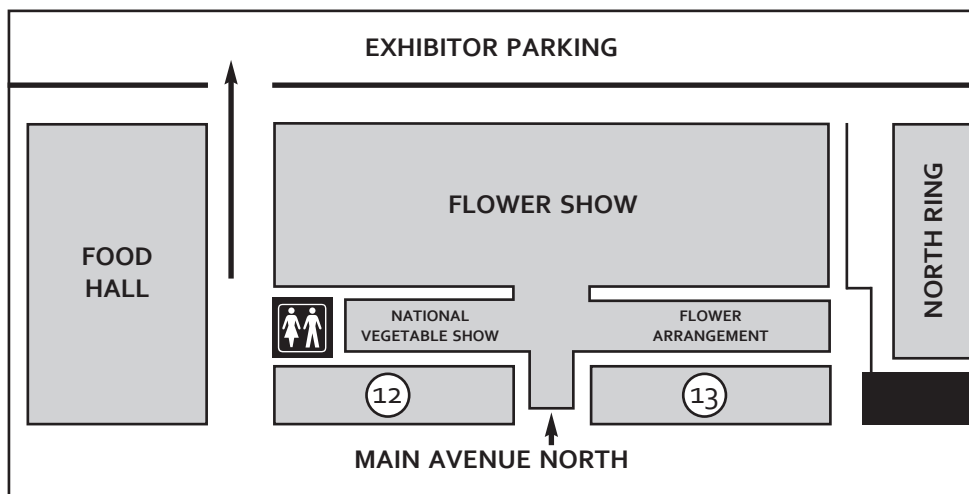 EXHIBITOR PARKING
FLOWER SHOW
FOOD
HALL
NORTH RING
NATIONAL
VEGETABLE SHOW
FLOWER
ARRANGEMENT
12
13
MAIN AVENUE NORTH